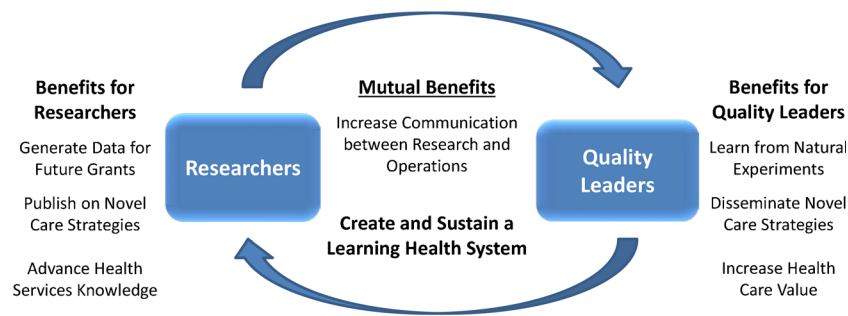 Benefits for
Researchers
Generate Data for
Future Grants
Publish on Novel
Care Strategies
Advance Health
Services Knowledge
Researchers
Mutual Benefits
Increase Communication
between Research and
Operations
Create and Sustain a
Learning Health System
Quality
Leaders
Benefits for
Quality Leaders
Learn from Natural
Experiments
Disseminate Novel
Care Strategies
Increase Health
Care Value